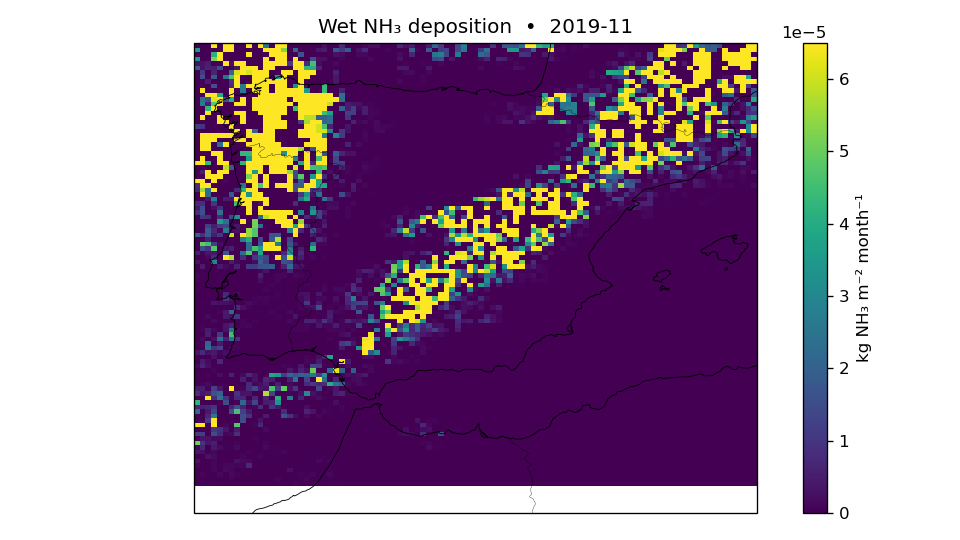 Wet NH₃ deposition • 2019-11
1e−5
6
5
4
3
2
1
0
kg NH₃ m⁻² month⁻¹